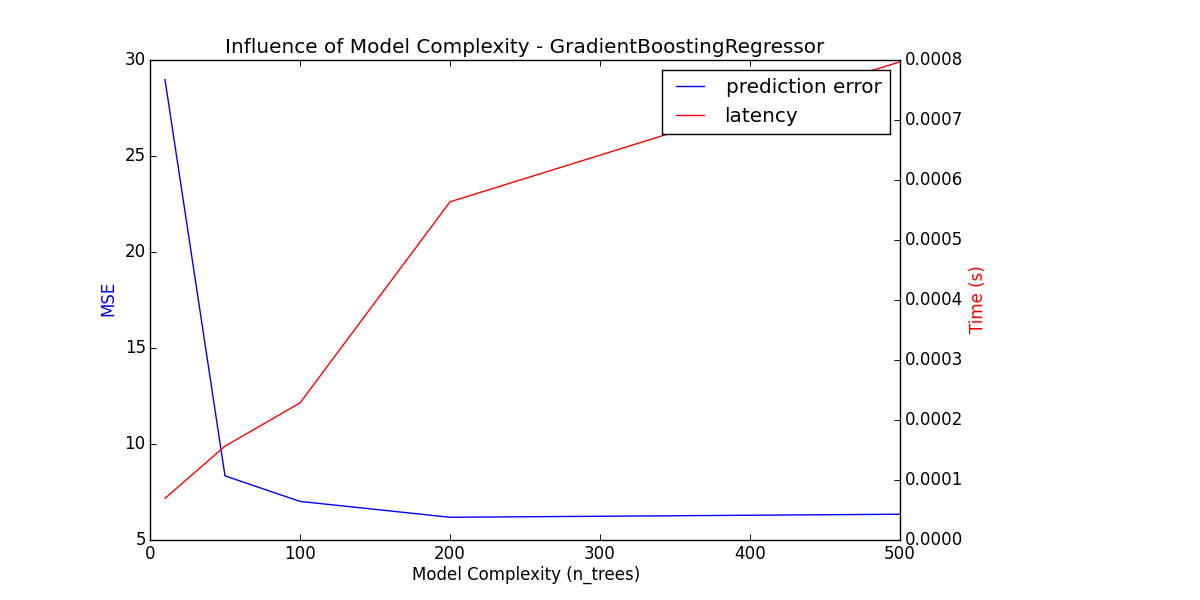 Influence of Model Complexity - GradientBoostingRegressor
prediction error
latency
30
25
20
15
10
5
MSE
0.0008
0.0007
0.0006
0.0005
0.0004
0.0003
0.0002
0.0001
0.0000
Time (s)
0 100 200 300 400 500
Model Complexity (n_trees)